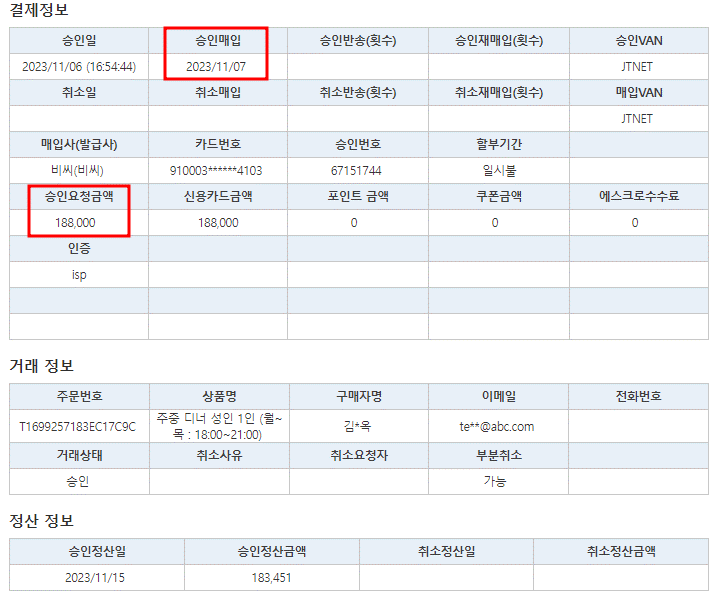 결제정보
승인일 승인매입 승인반송(횟수) 승인재매입(횟수) 승인VAN
2023/11/06 (16:54:44) 2023/11/07 JTNET
취소일 취소매입 취소반송(횟수) 취소재매입(횟수) 매입VAN
JTNET
매입사(발급사) 카드번호 승인번호 할부기간
비씨(비씨) 910003******4103 67151744 일시불
승인요청금액 신용카드금액 포인트 금액 쿠폰금액 에스크로수수료
188,000 188,000 0 0 0
인증
isp
거래 정보
주문번호 상품명 구매자명 이메일 전화번호
T1699257183EC17C9C 주중 디너 성인 1인 (월~
목 : 18:00~21:00) 김*옥 te**@abc.com
거래상태 취소사유 취소요청자 부분취소
승인 가능
정산 정보
승인정산일 승인정산금액 취소정산일 취소정산금액
2023/11/15 183,451